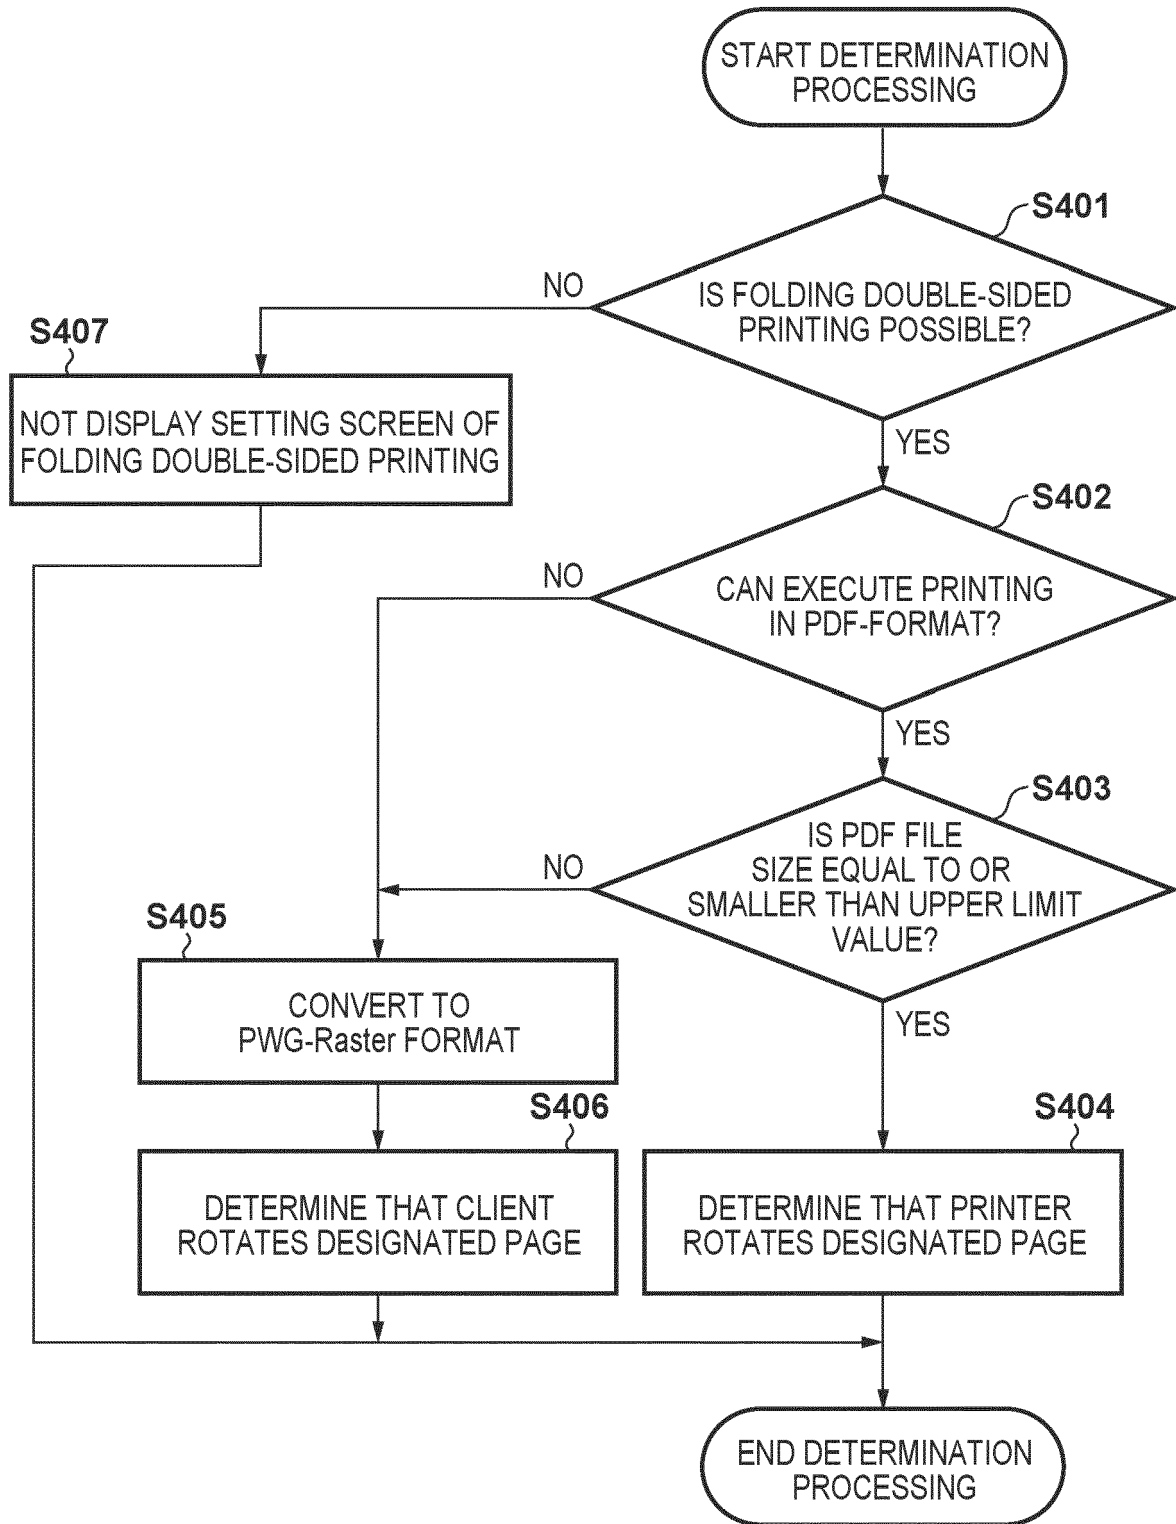 START DETERMINATION
PROCESSING
S401
IS FOLDING DOUBLE-SIDED
PRINTING POSSIBLE?
NO
YES
S407
NOT DISPLAY SETTING SCREEN OF
FOLDING DOUBLE-SIDED PRINTING
S402
CAN EXECUTE PRINTING
IN PDF-FORMAT?
NO
YES
S403
IS PDF FILE
SIZE EQUAL TO OR
SMALLER THAN UPPER LIMIT
VALUE?
NO
YES
S405
CONVERT TO
PWG-Raster FORMAT
S406
DETERMINE THAT CLIENT
ROTATES DESIGNATED PAGE
S404
DETERMINE THAT PRINTER
ROTATES DESIGNATED PAGE
END DETERMINATION
PROCESSING